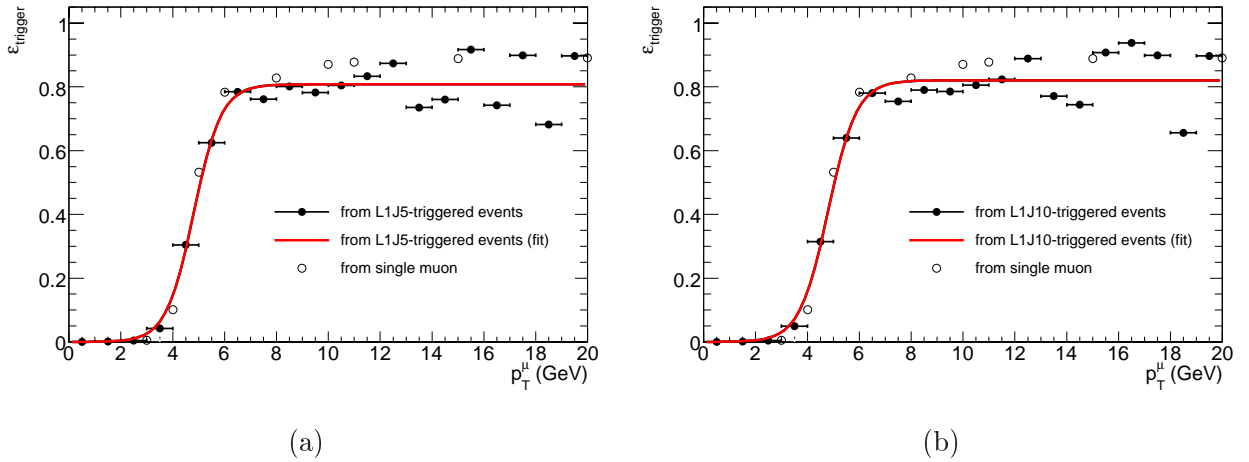 ε_trigger
1
0.8
0.6
0.4
0.2
0
from L1J5-triggered events
from L1J5-triggered events (fit)
from single muon
0 2 4 6 8 10 12 14 16 18 20
p_T^μ (GeV)
(a)
ε_trigger
1
0.8
0.6
0.4
0.2
0
from L1J10-triggered events
from L1J10-triggered events (fit)
from single muon
0 2 4 6 8 10 12 14 16 18 20
p_T^μ (GeV)
(b)